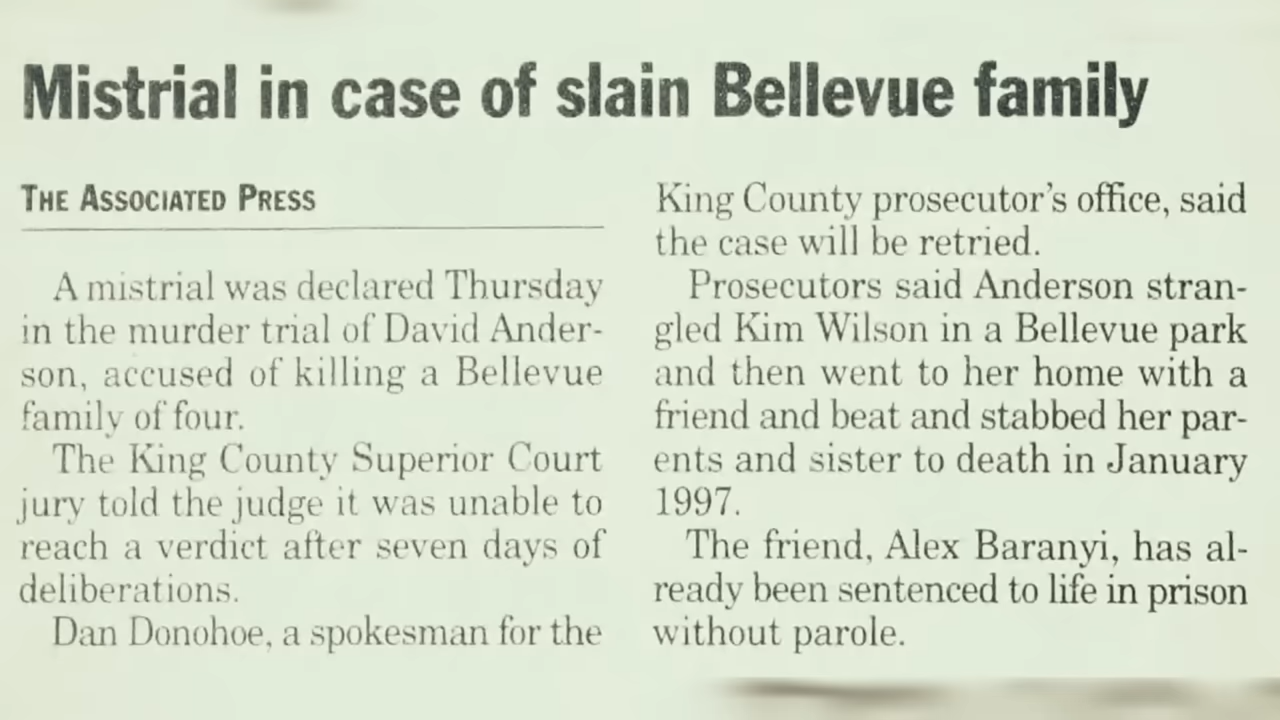 Mistrial in case of slain Bellevue family
THE ASSOCIATED PRESS
A mistrial was declared Thursday
in the murder trial of David Ander-
son, accused of killing a Bellevue
family of four.
The King County Superior Court
jury told the judge it was unable to
reach a verdict after seven days of
deliberations.
Dan Donohoe, a spokesman for the
King County prosecutor's office, said
the case will be retried.
Prosecutors said Anderson stran-
gled Kim Wilson in a Bellevue park
and then went to her home with a
friend and beat and stabbed her par-
ents and sister to death in January
1997.
The friend, Alex Baranyi, has al-
ready been sentenced to life in prison
without parole.